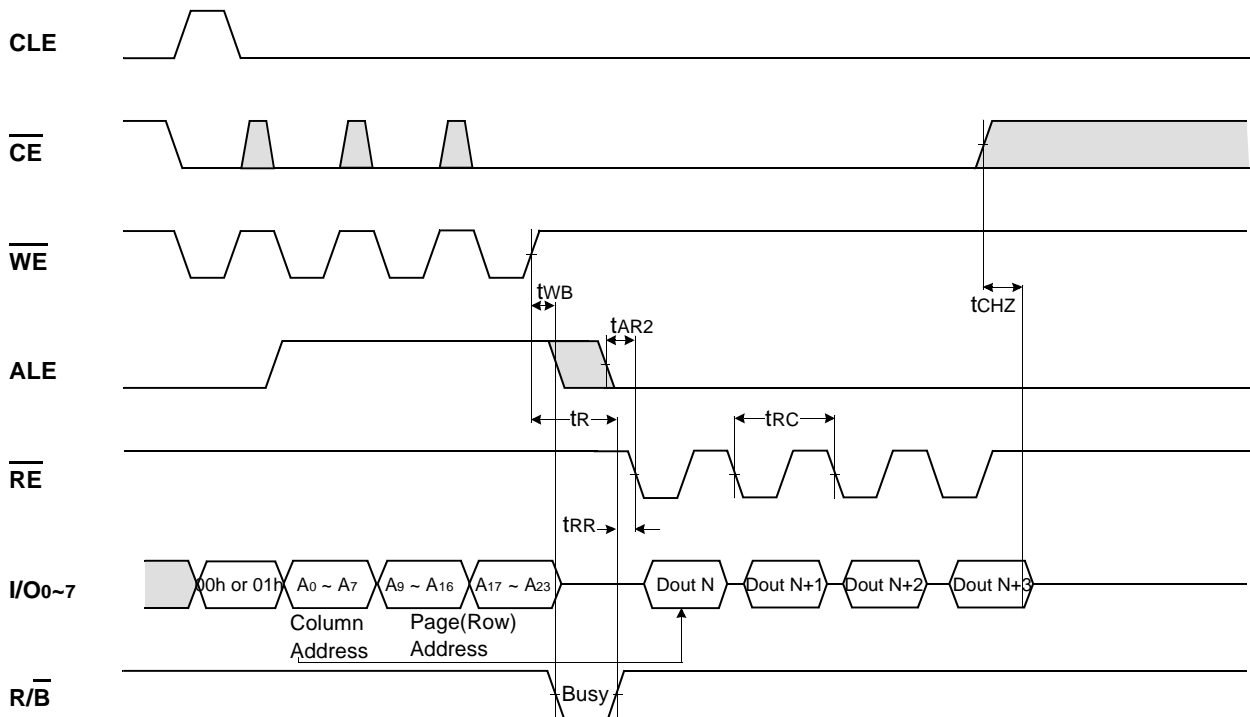 CLE
CE
WE
tWB
tCHZ
tAR2
ALE
tR
tRC
RE
tRR
I/O0~7
00h or 01h
A0 ~ A7
A9 ~ A16
A17 ~ A23
Dout N
Dout N+1
Dout N+2
Dout N+3
Column
Address
Page(Row)
Address
R/B
Busy